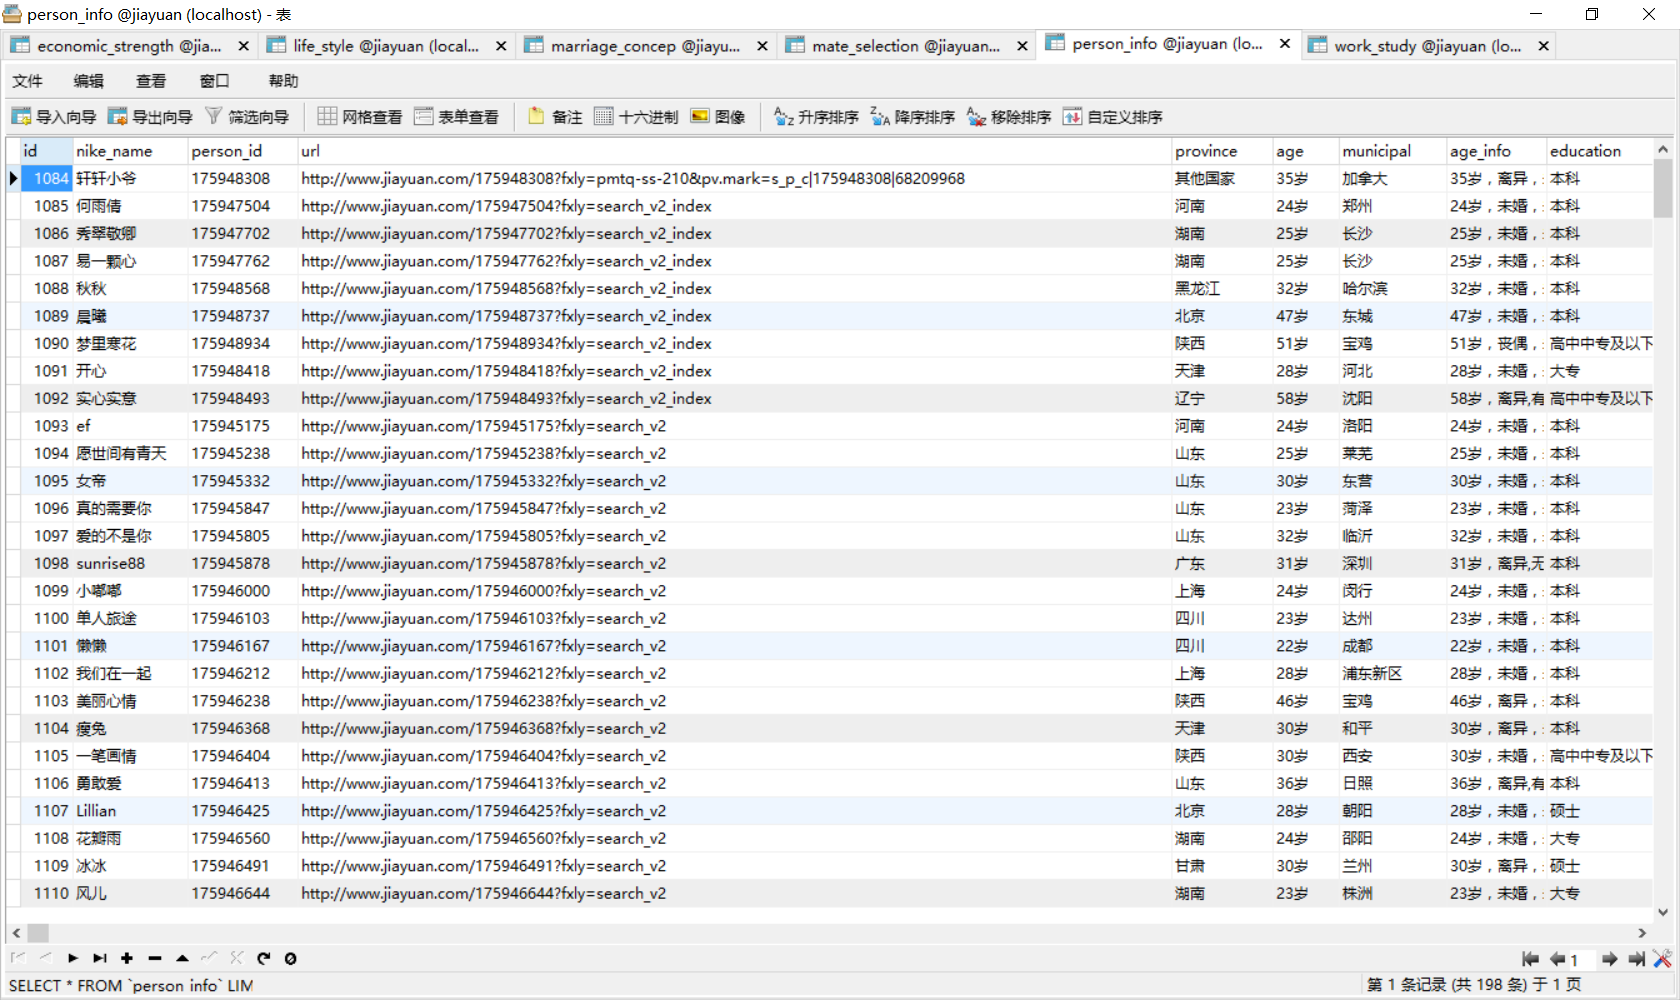 person_info @jiayuan (localhost) - 表
economic_strength @jia... life_style @jiayuan (local... marriage_concep @jiayu... mate_selection @jiayuan... person_info @jiayuan (lo... work_study @jiayuan (lo...
文件 编辑 查看 窗口 帮助
导入向导 导出向导 筛选向导 网格查看 表单查看 备注 十六进制 图像 升序排序 降序排序 移除排序 自定义排序
id nike_name person_id url province age municipal age_info education
1084 轩轩小爷 175948308 http://www.jiayuan.com/175948308?fxly=pmtq-ss-210&pv.mark=s_p_c|175948308|68209968 其他国家 35岁 加拿大 35岁，离异， 本科
1085 何雨倩 175947504 http://www.jiayuan.com/175947504?fxly=search_v2_index 河南 24岁 郑州 24岁，未婚， 本科
1086 秀翠敬卿 175947702 http://www.jiayuan.com/175947702?fxly=search_v2_index 湖南 25岁 长沙 25岁，未婚， 本科
1087 易一颗心 175947762 http://www.jiayuan.com/175947762?fxly=search_v2_index 湖南 25岁 长沙 25岁，未婚， 本科
1088 秋秋 175948568 http://www.jiayuan.com/175948568?fxly=search_v2_index 黑龙江 32岁 哈尔滨 32岁，未婚， 本科
1089 晨曦 175948737 http://www.jiayuan.com/175948737?fxly=search_v2_index 北京 47岁 东城 47岁，未婚， 本科
1090 梦里寒花 175948934 http://www.jiayuan.com/175948934?fxly=search_v2_index 陕西 51岁 宝鸡 51岁，丧偶， 高中中专及以下
1091 开心 175948418 http://www.jiayuan.com/175948418?fxly=search_v2_index 天津 28岁 河北 28岁，未婚， 大专
1092 实心实意 175948493 http://www.jiayuan.com/175948493?fxly=search_v2_index 辽宁 58岁 沈阳 58岁，离异,有 高中中专及以下
1093 ef 175945175 http://www.jiayuan.com/175945175?fxly=search_v2 河南 24岁 洛阳 24岁，未婚， 本科
1094 愿世间有青天 175945238 http://www.jiayuan.com/175945238?fxly=search_v2 山东 25岁 莱芜 25岁，未婚， 本科
1095 女帝 175945332 http://www.jiayuan.com/175945332?fxly=search_v2 山东 30岁 东营 30岁，未婚， 本科
1096 真的需要你 175945847 http://www.jiayuan.com/175945847?fxly=search_v2 山东 23岁 菏泽 23岁，未婚， 本科
1097 爱的不是你 175945805 http://www.jiayuan.com/175945805?fxly=search_v2 山东 32岁 临沂 32岁，未婚， 本科
1098 sunrise88 175945878 http://www.jiayuan.com/175945878?fxly=search_v2 广东 31岁 深圳 31岁，离异,无 本科
1099 小嘟嘟 175946000 http://www.jiayuan.com/175946000?fxly=search_v2 上海 24岁 闵行 24岁，未婚， 本科
1100 单人旅途 175946103 http://www.jiayuan.com/175946103?fxly=search_v2 四川 23岁 达州 23岁，未婚， 本科
1101 懒懒 175946167 http://www.jiayuan.com/175946167?fxly=search_v2 四川 22岁 成都 22岁，未婚， 本科
1102 我们在一起 175946212 http://www.jiayuan.com/175946212?fxly=search_v2 上海 28岁 浦东新区 28岁，未婚， 本科
1103 美丽心情 175946238 http://www.jiayuan.com/175946238?fxly=search_v2 陕西 46岁 宝鸡 46岁，离异， 本科
1104 瘦兔 175946368 http://www.jiayuan.com/175946368?fxly=search_v2 天津 30岁 和平 30岁，离异， 本科
1105 一笔画情 175946404 http://www.jiayuan.com/175946404?fxly=search_v2 陕西 30岁 西安 30岁，未婚， 高中中专及以下
1106 勇敢爱 175946413 http://www.jiayuan.com/175946413?fxly=search_v2 山东 36岁 日照 36岁，离异,有 本科
1107 Lillian 175946425 http://www.jiayuan.com/175946425?fxly=search_v2 北京 28岁 朝阳 28岁，未婚， 硕士
1108 花瓣雨 175946560 http://www.jiayuan.com/175946560?fxly=search_v2 湖南 24岁 邵阳 24岁，未婚， 大专
1109 冰冰 175946491 http://www.jiayuan.com/175946491?fxly=search_v2 甘肃 30岁 兰州 30岁，离异， 硕士
1110 风儿 175946644 http://www.jiayuan.com/175946644?fxly=search_v2 湖南 23岁 株洲 23岁，未婚， 大专
1
SELECT * FROM `person info` LIM 第 1 条记录 (共 198 条) 于 1 页